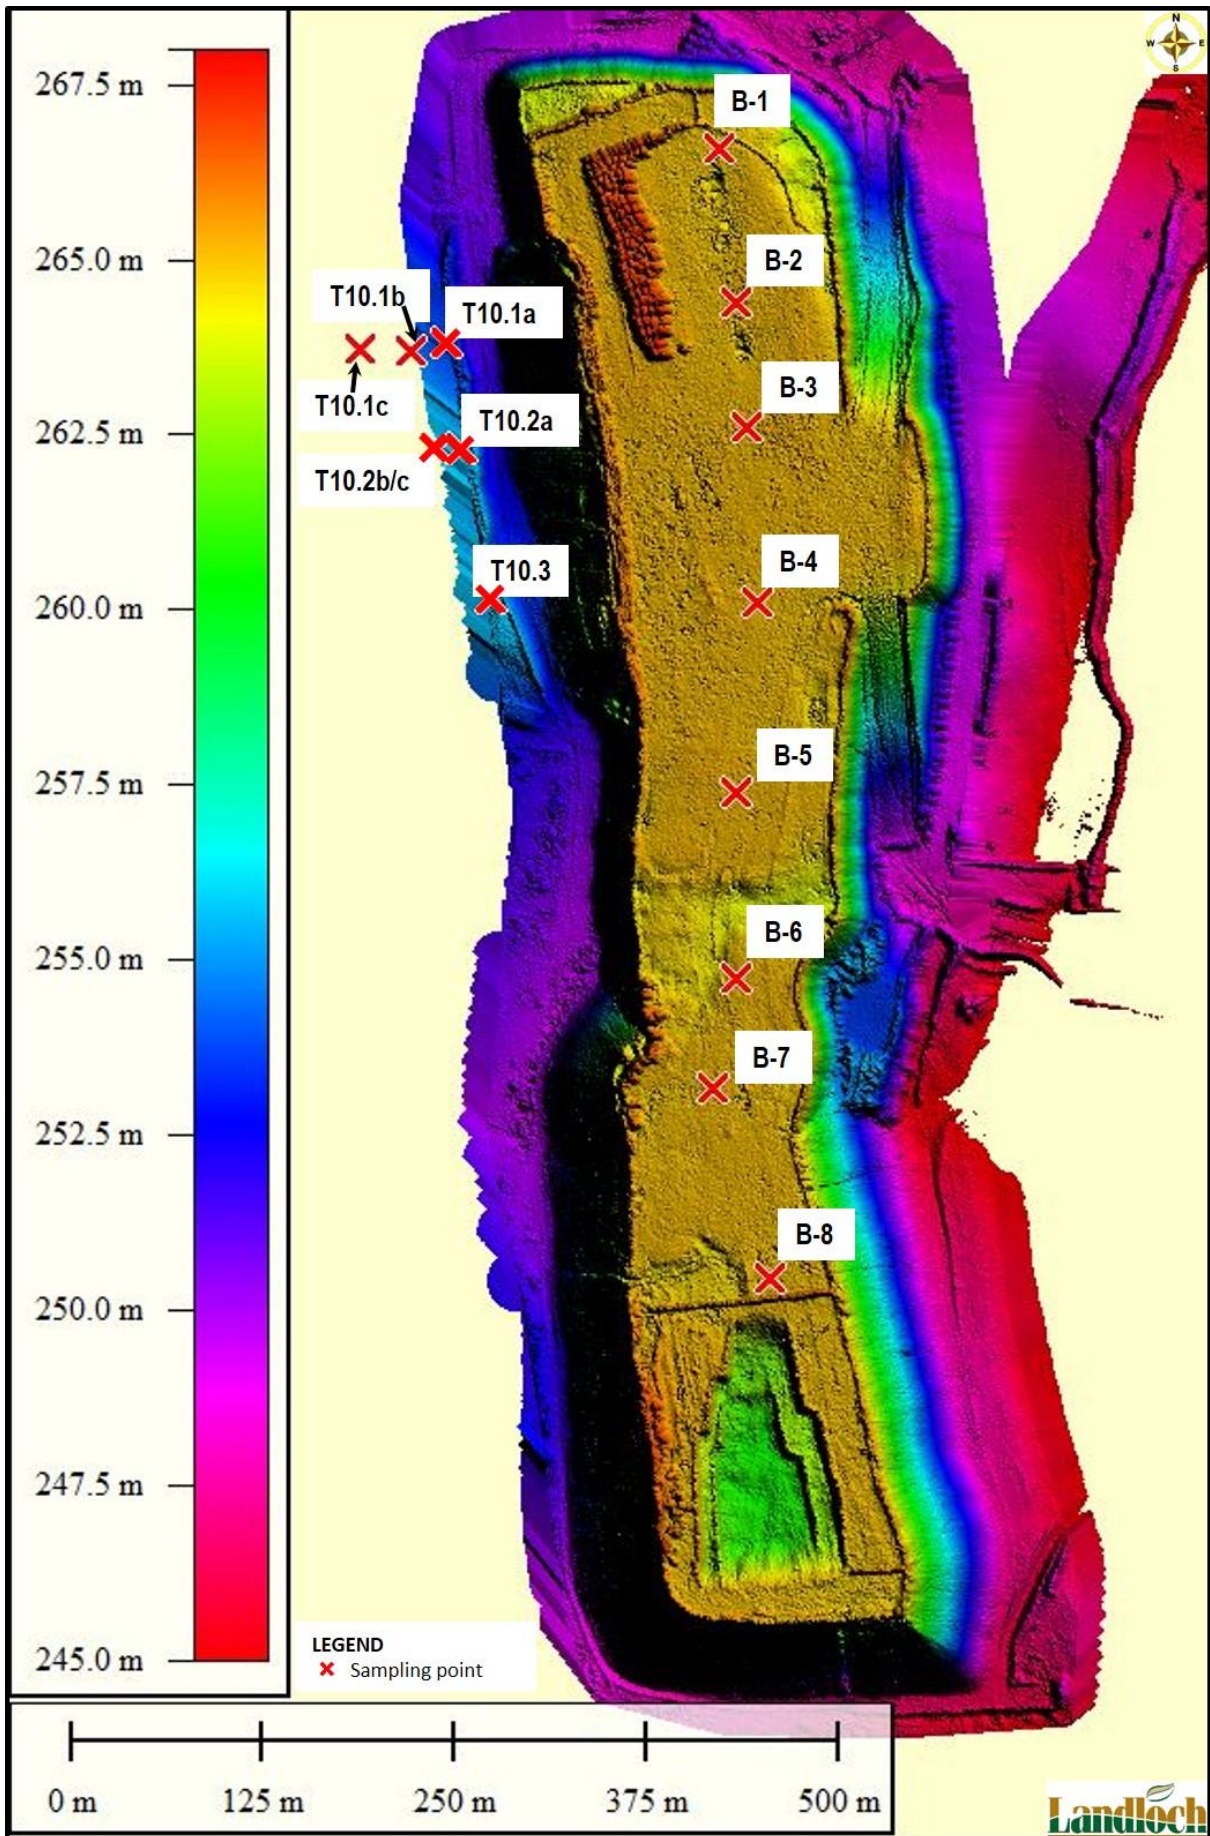 N
W E
S
267.5 m
265.0 m
262.5 m
260.0 m
257.5 m
255.0 m
252.5 m
250.0 m
247.5 m
245.0 m
B-1
B-2
T10.1b
T10.1a
B-3
T10.1c
T10.2a
T10.2b/c
B-4
T10.3
B-5
B-6
B-7
B-8
LEGEND
Sampling point
0 m 125 m 250 m 375 m 500 m
Landloch